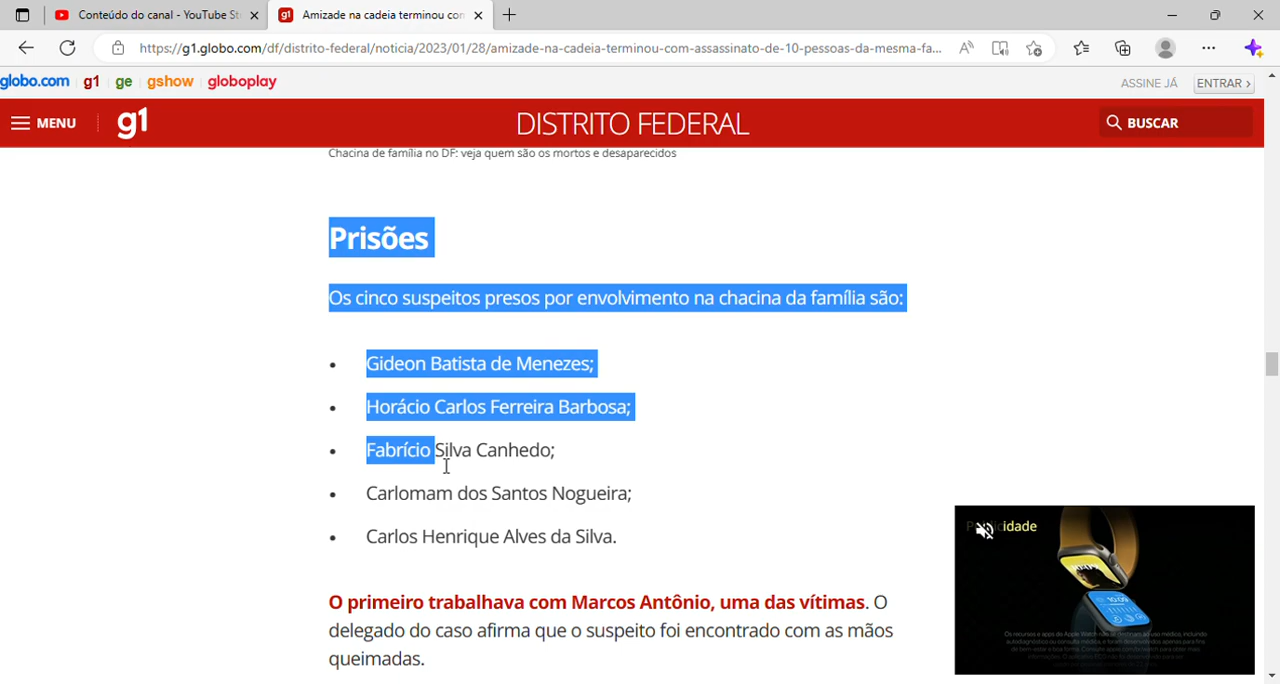 Conteúdo do canal - YouTube St
Amizade na cadeia terminou con
https://g1.globo.com/df/distrito-federal/noticia/2023/01/28/amizade-na-cadeia-terminou-com-assassinato-de-10-pessoas-da-mesma-fa...
globo.com g1 ge gshow globoplay
ASSINE JÁ ENTRAR ›
MENU g1 DISTRITO FEDERAL BUSCAR
Chacina de família no DF: veja quem são os mortos e desaparecidos
Prisões
Os cinco suspeitos presos por envolvimento na chacina da família são:
• Gideon Batista de Menezes;
• Horácio Carlos Ferreira Barbosa;
• Fabrício Silva Canhedo;
• Carlomam dos Santos Nogueira;
• Carlos Henrique Alves da Silva.
O primeiro trabalhava com Marcos Antônio, uma das vítimas. O
delegado do caso afirma que o suspeito foi encontrado com as mãos
queimadas.
Publicidade
10:09